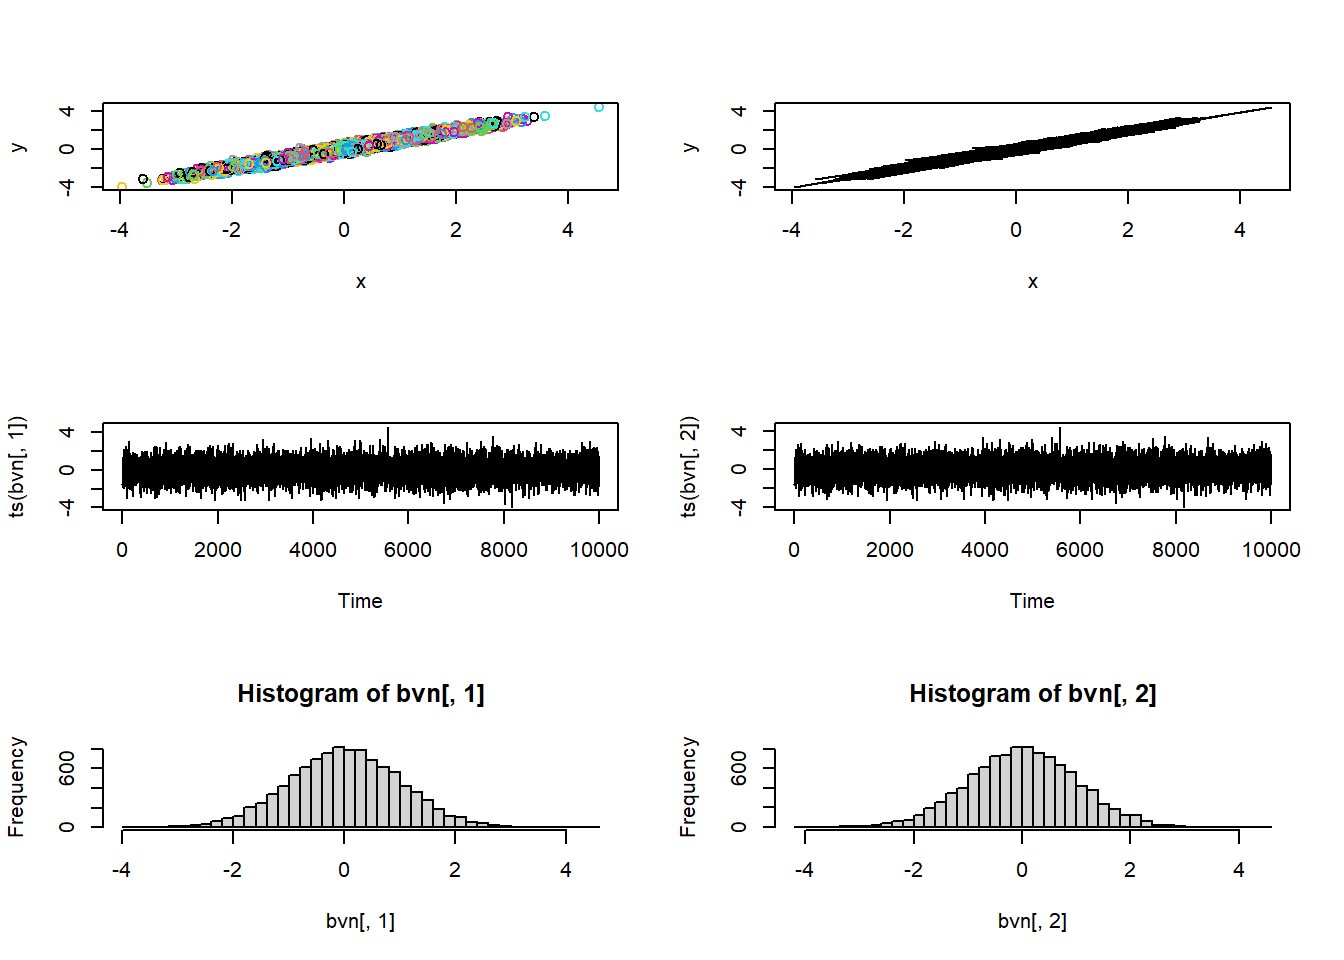 y
4
0
-4
-4 -2 0 2 4
x
y
4
0
-4
-4 -2 0 2 4
x
ts(bvn[, 1])
4
0
-4
0 2000 4000 6000 8000 10000
Time
ts(bvn[, 2])
4
0
-4
0 2000 4000 6000 8000 10000
Time
Histogram of bvn[, 1]
Frequency
600
0
-4 -2 0 2 4
bvn[, 1]
Histogram of bvn[, 2]
Frequency
600
0
-4 -2 0 2 4
bvn[, 2]